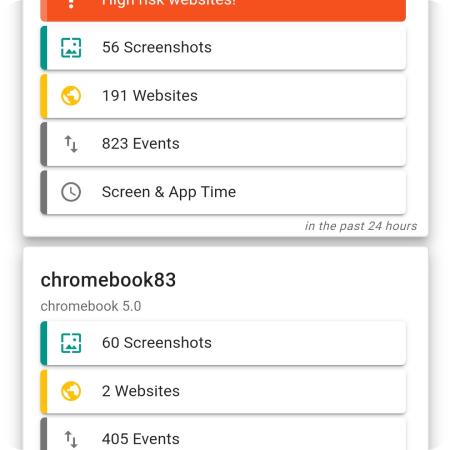 High risk websites!
56 Screenshots
191 Websites
823 Events
Screen & App Time
in the past 24 hours
chromebook83
chromebook 5.0
60 Screenshots
2 Websites
405 Events